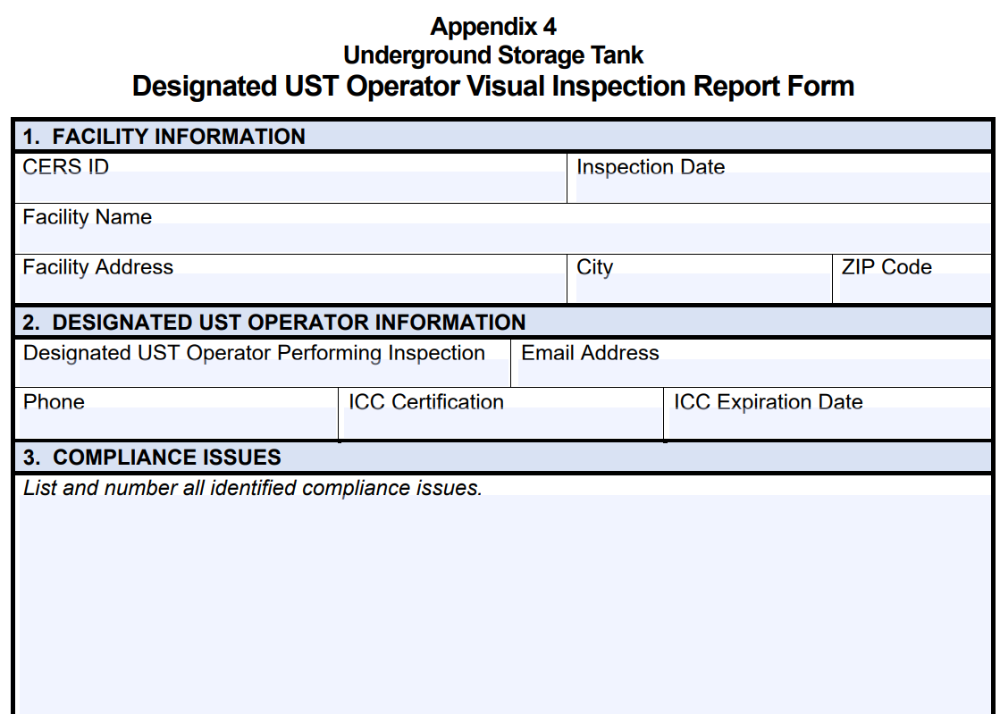 Appendix 4
Underground Storage Tank
Designated UST Operator Visual Inspection Report Form
1. FACILITY INFORMATION
CERS ID
Inspection Date
Facility Name
Facility Address
City
ZIP Code
2. DESIGNATED UST OPERATOR INFORMATION
Designated UST Operator Performing Inspection
Email Address
Phone
ICC Certification
ICC Expiration Date
3. COMPLIANCE ISSUES
List and number all identified compliance issues.